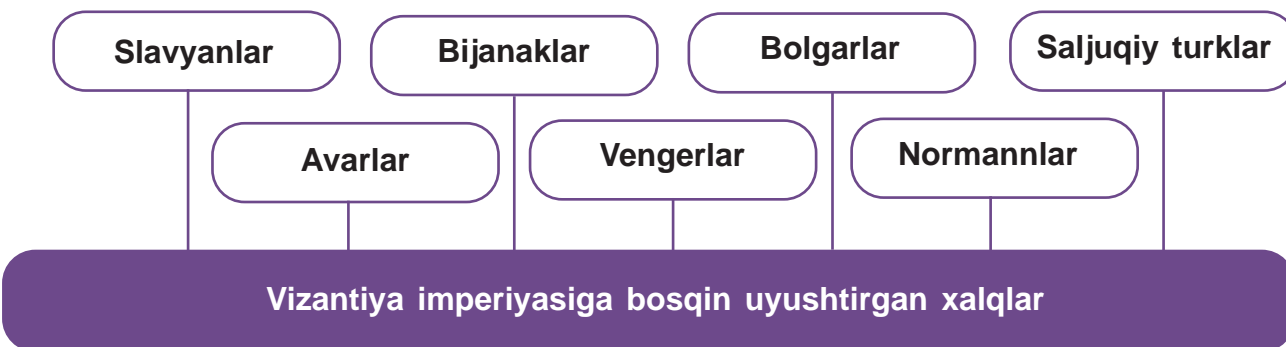 Slavyanlar
Bijanaklar
Bolgarlar
Saljuqiy turklar
Avarlar
Vengerlar
Normannlar
Vizantiya imperiyasiga bosqin uyushtirgan xalqlar